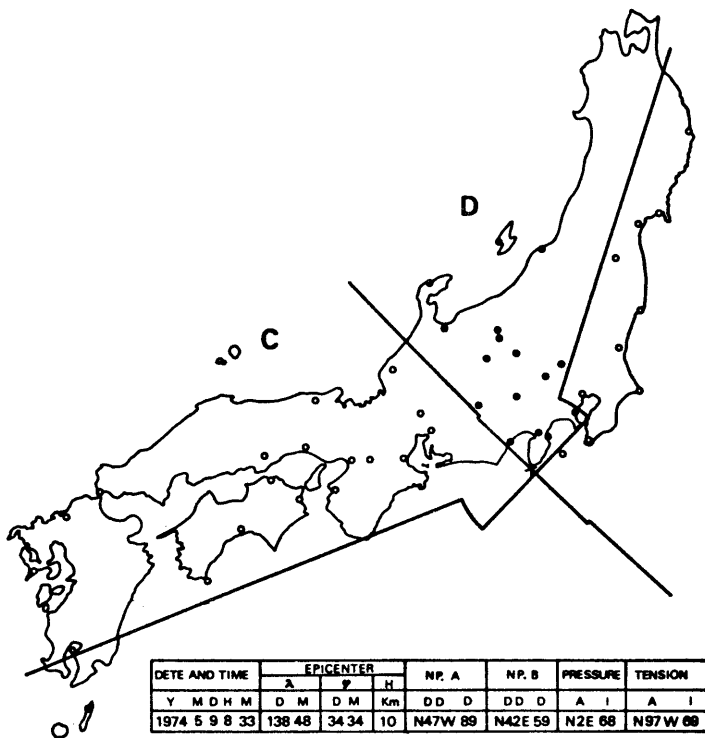 D
C
DETE AND TIME EPICENTER NP. A NP. B PRESSURE TENSION
λ φ H
Y M D H M D M D M Km DD D DD D A I A I
1974 5 9 8 33 138 48 34 34 10 N47W 89 N42E 59 N2E 68 N97W 69